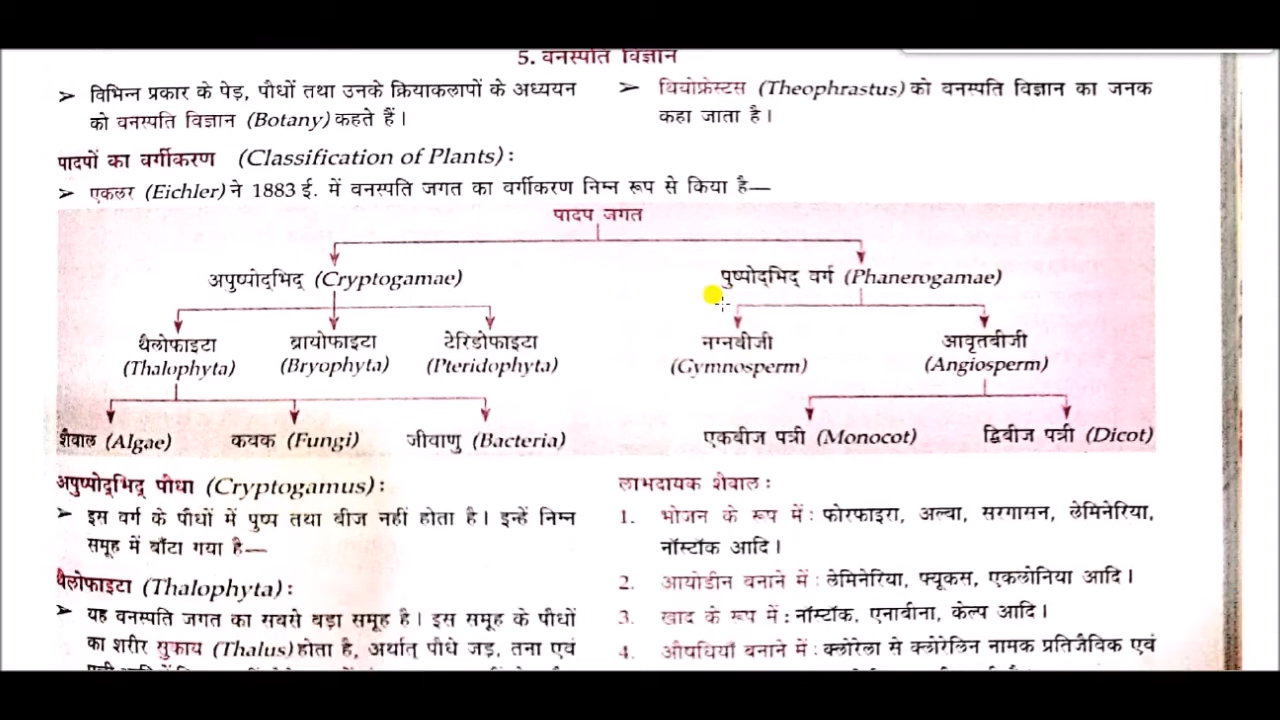 5. वनस्पति विज्ञान
➢ विभिन्न प्रकार के पेड़, पौधों तथा उनके क्रियाकलापों के अध्ययन
को वनस्पति विज्ञान (Botany) कहते हैं।
➢ थियोफ्रेस्टस (Theophrastus) को वनस्पति विज्ञान का जनक
कहा जाता है।
पादपों का वर्गीकरण (Classification of Plants) :
➢ एकलर (Eichler) ने 1883 ई. में वनस्पति जगत का वर्गीकरण निम्न रूप से किया है—
पादप जगत
अपुष्पोद्‌भिद् (Cryptogamae)
पुष्पोद्‌भिद् वर्ग (Phanerogamae)
थैलोफाइटा
(Thalophyta)
ब्रायोफाइटा
(Bryophyta)
टेरिडोफाइटा
(Pteridophyta)
नग्नबीजी
(Gymnosperm)
आवृतबीजी
(Angiosperm)
शैवाल (Algae)
कवक (Fungi)
जीवाणु (Bacteria)
एकबीज पत्री (Monocot)
द्विबीज पत्री (Dicot)
अपुष्पोद्‌भिद् पौधा (Cryptogamus) :
➢ इस वर्ग के पौधों में पुष्प तथा बीज नहीं होता है। इन्हें निम्न
समूह में बाँटा गया है—
थैलोफाइटा (Thalophyta) :
➢ यह वनस्पति जगत का सबसे बड़ा समूह है। इस समूह के पौधों
का शरीर सुकाय (Thalus) होता है, अर्थात् पौधे जड़, तना एवं
लाभदायक शैवाल :
1. भोजन के रूप में : फोरफाइरा, अल्वा, सरगासन, लेमिनेरिया,
नॉस्टॉक आदि।
2. आयोडीन बनाने में : लेमिनेरिया, फ्यूकस, एकलोनिया आदि।
3. खाद के रूप में : नॉस्टॉक, एनाबीना, केल्प आदि।
4. औषधियाँ बनाने में : क्लोरेला से क्लोरेलिन नामक प्रतिजैविक एवं